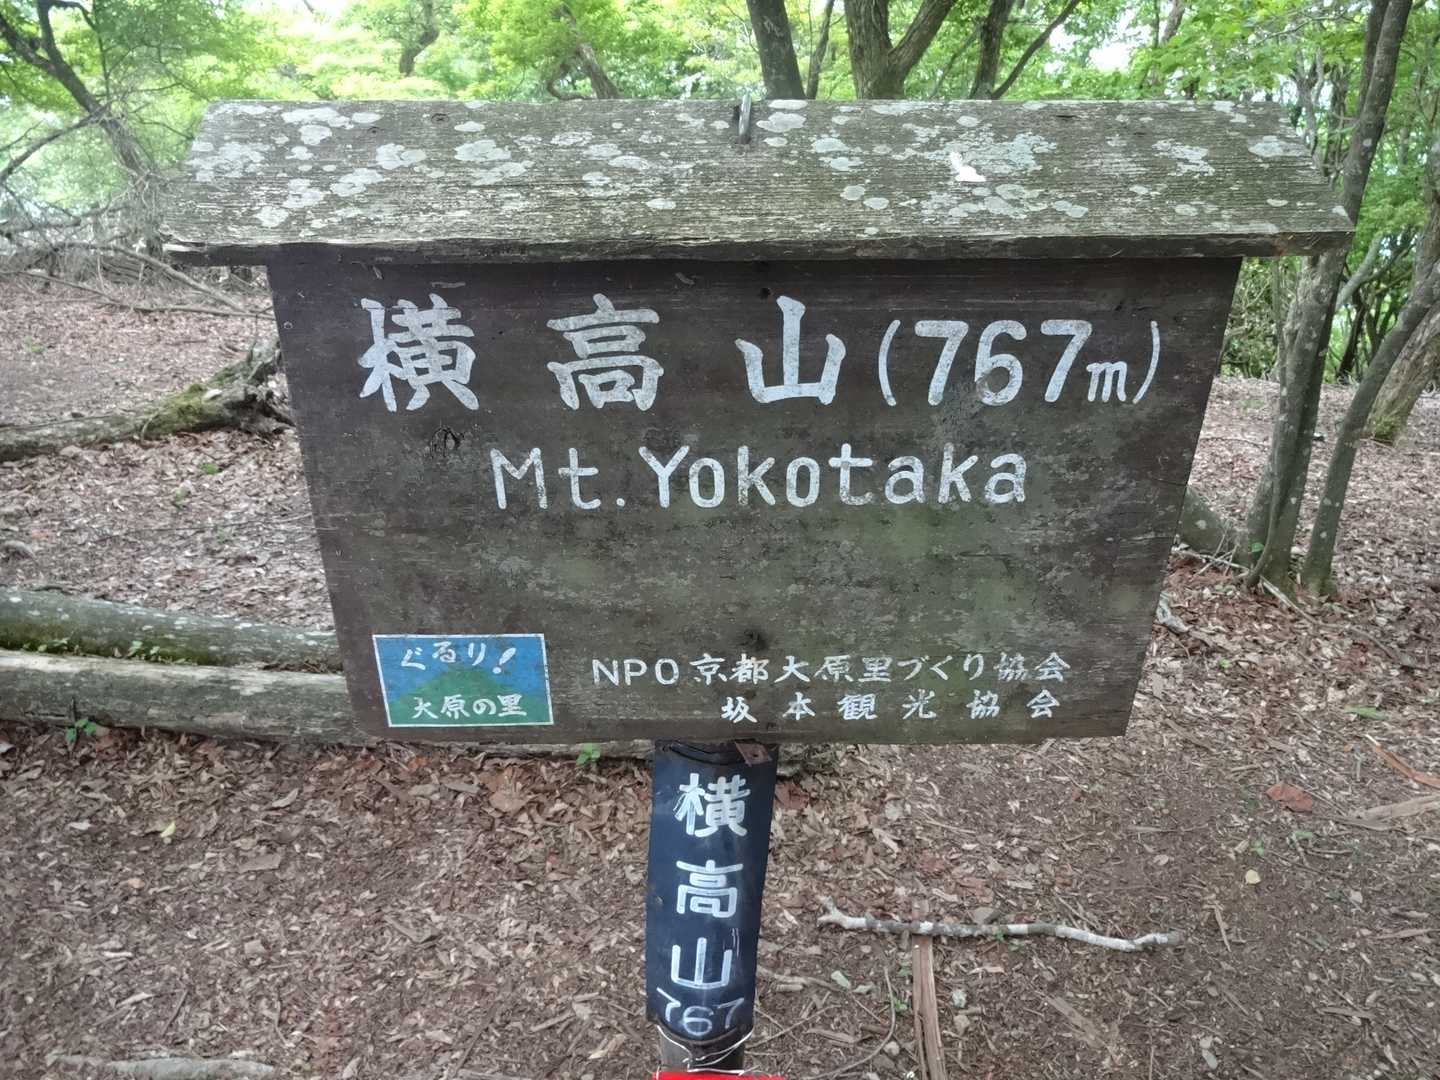 横高山(767m)
Mt. Yokotaka
ぐるり!
大原の里
NPO京都大原里づくり協会
坂本観光協会
横高山
767